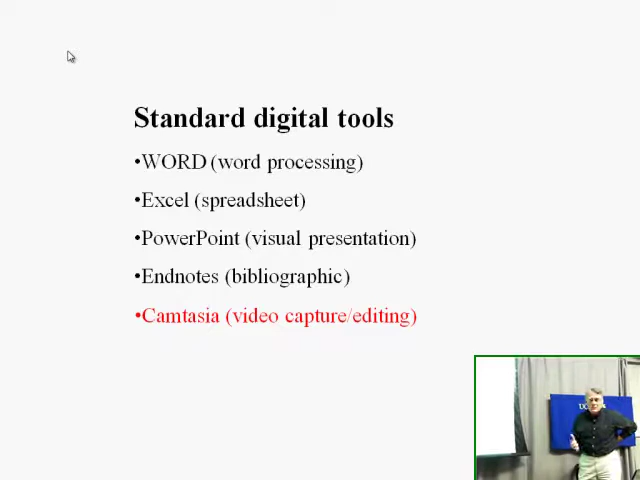 Standard digital tools
•WORD (word processing)
•Excel (spreadsheet)
•PowerPoint (visual presentation)
•Endnotes (bibliographic)
•Camtasia (video capture/editing)